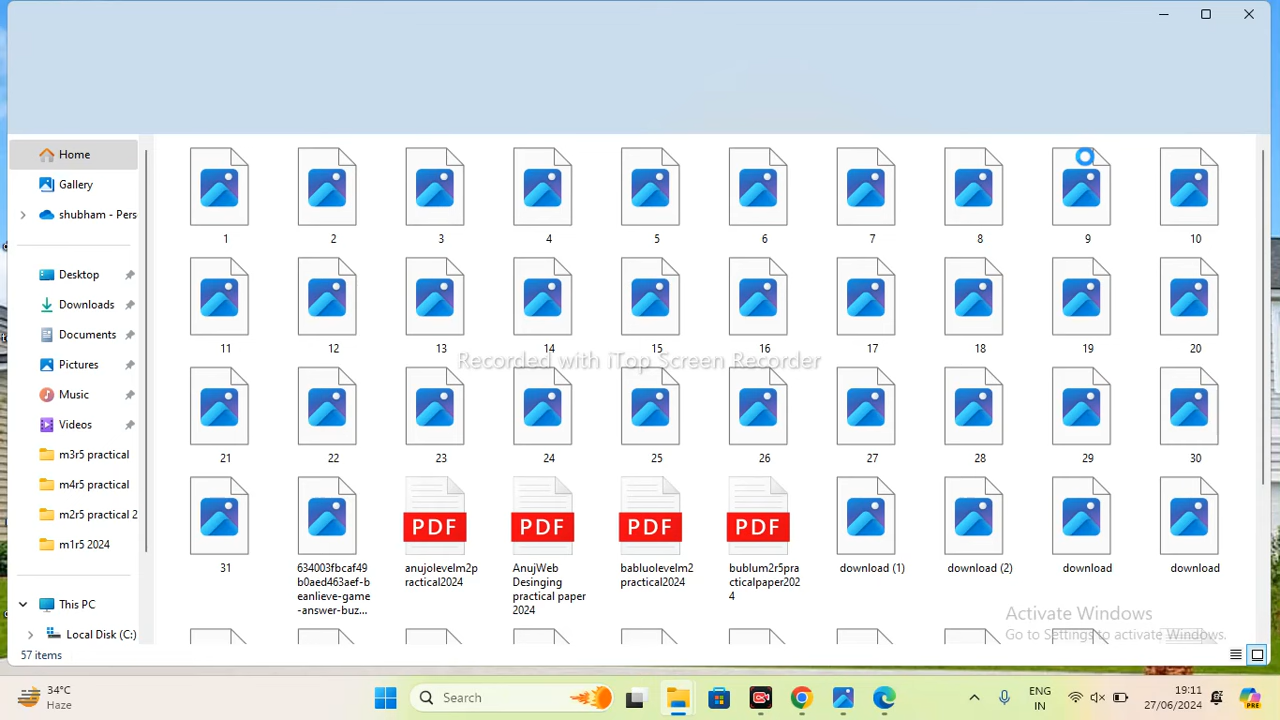 Home
Gallery
shubham - Pers
Desktop
Downloads
Documents
Pictures
Music
Videos
m3r5 practical
m4r5 practical
m2r5 practical 2
m1r5 2024
This PC
Local Disk (C:)
1 2 3 4 5 6 7 8 9 10
11 12 13 14 15 16 17 18 19 20
Recorded with iTop Screen Recorder
21 22 23 24 25 26 27 28 29 30
PDF PDF PDF PDF
31
634003fbcaf49
b0aed463aef-b
eanlieve-game
-answer-buz...
anujolevelm2p
ractical2024
AnujWeb
Desinging
practical paper
2024
babluolevelm2
practical2024
bublum2r5pra
cticalpaper202
4
download (1)
download (2)
download
download
Activate Windows
Go to Settings to activate Windows.
57 items
34°C
Haze
Search
ENG
IN
19:11
27/06/2024
PRE